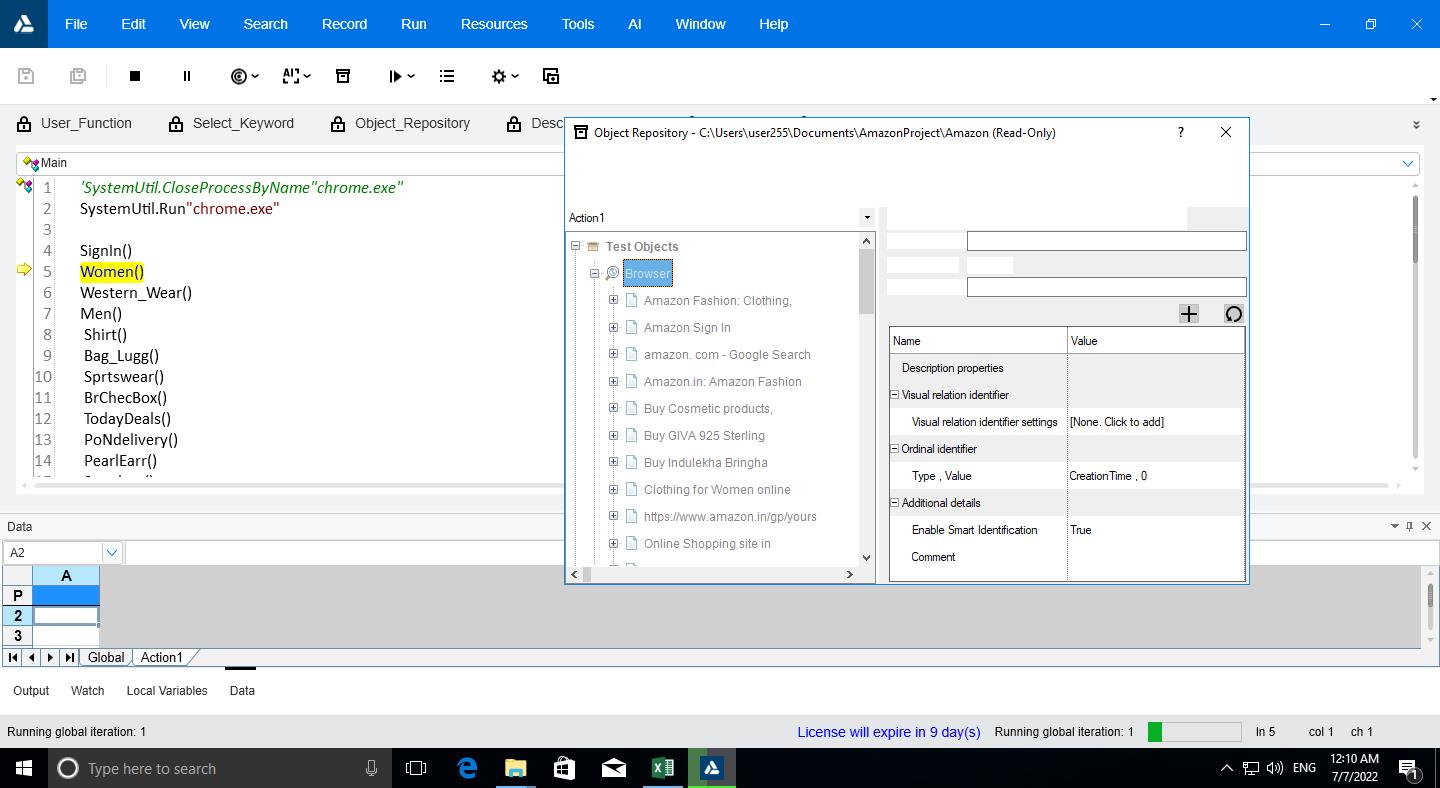 File Edit View Search Record Run Resources Tools AI Window Help
User_Function Select_Keyword Object_Repository Desc
Main
1 'SystemUtil.CloseProcessByName"chrome.exe"
2 SystemUtil.Run"chrome.exe"
3
4 SignIn()
5 Women()
6 Western_Wear()
7 Men()
8 Shirt()
9 Bag_Lugg()
10 Sprtswear()
11 BrChecBox()
12 TodayDeals()
13 PoNdelivery()
14 PearlEarr()
Object Repository - C:\Users\user255\Documents\AmazonProject\Amazon (Read-Only) ?
Action1
Test Objects
Browser
Amazon Fashion: Clothing,
Amazon Sign In
amazon. com - Google Search
Amazon.in: Amazon Fashion
Buy Cosmetic products,
Buy GIVA 925 Sterling
Buy Indulekha Bringha
Clothing for Women online
https://www.amazon.in/gp/yours
Online Shopping site in
Name Value
Description properties
Visual relation identifier
Visual relation identifier settings [None. Click to add]
Ordinal identifier
Type , Value CreationTime , 0
Additional details
Enable Smart Identification True
Comment
Data
A2
A
P
2
3
Global Action1
Output Watch Local Variables Data
Running global iteration: 1 License will expire in 9 day(s) Running global iteration: 1 ln 5 col 1 ch 1
Type here to search ENG 12:10 AM
7/7/2022 1